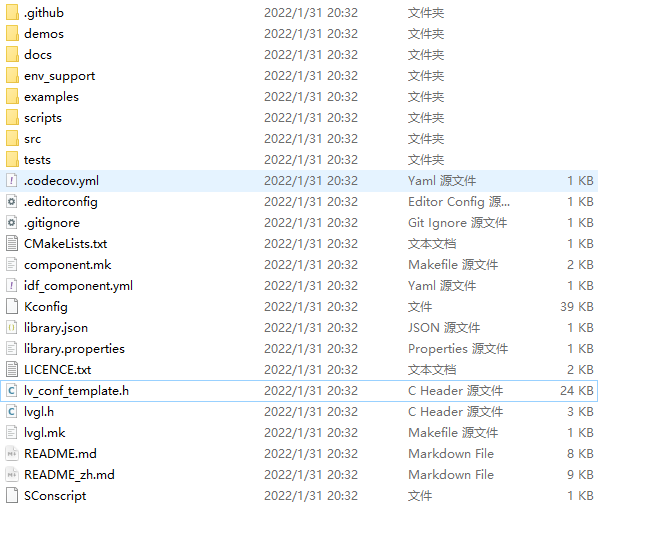 .github 2022/1/31 20:32 文件夹
demos 2022/1/31 20:32 文件夹
docs 2022/1/31 20:32 文件夹
env_support 2022/1/31 20:32 文件夹
examples 2022/1/31 20:32 文件夹
scripts 2022/1/31 20:32 文件夹
src 2022/1/31 20:32 文件夹
tests 2022/1/31 20:32 文件夹
.codecov.yml 2022/1/31 20:32 Yaml 源文件 1 KB
.editorconfig 2022/1/31 20:32 Editor Config 源... 1 KB
.gitignore 2022/1/31 20:32 Git Ignore 源文件 1 KB
CMakeLists.txt 2022/1/31 20:32 文本文档 1 KB
component.mk 2022/1/31 20:32 Makefile 源文件 2 KB
idf_component.yml 2022/1/31 20:32 Yaml 源文件 1 KB
Kconfig 2022/1/31 20:32 文件 39 KB
library.json 2022/1/31 20:32 JSON 源文件 1 KB
library.properties 2022/1/31 20:32 Properties 源文件 1 KB
LICENCE.txt 2022/1/31 20:32 文本文档 2 KB
lv_conf_template.h 2022/1/31 20:32 C Header 源文件 24 KB
lvgl.h 2022/1/31 20:32 C Header 源文件 3 KB
lvgl.mk 2022/1/31 20:32 Makefile 源文件 1 KB
README.md 2022/1/31 20:32 Markdown File 8 KB
README_zh.md 2022/1/31 20:32 Markdown File 9 KB
SConscript 2022/1/31 20:32 文件 1 KB